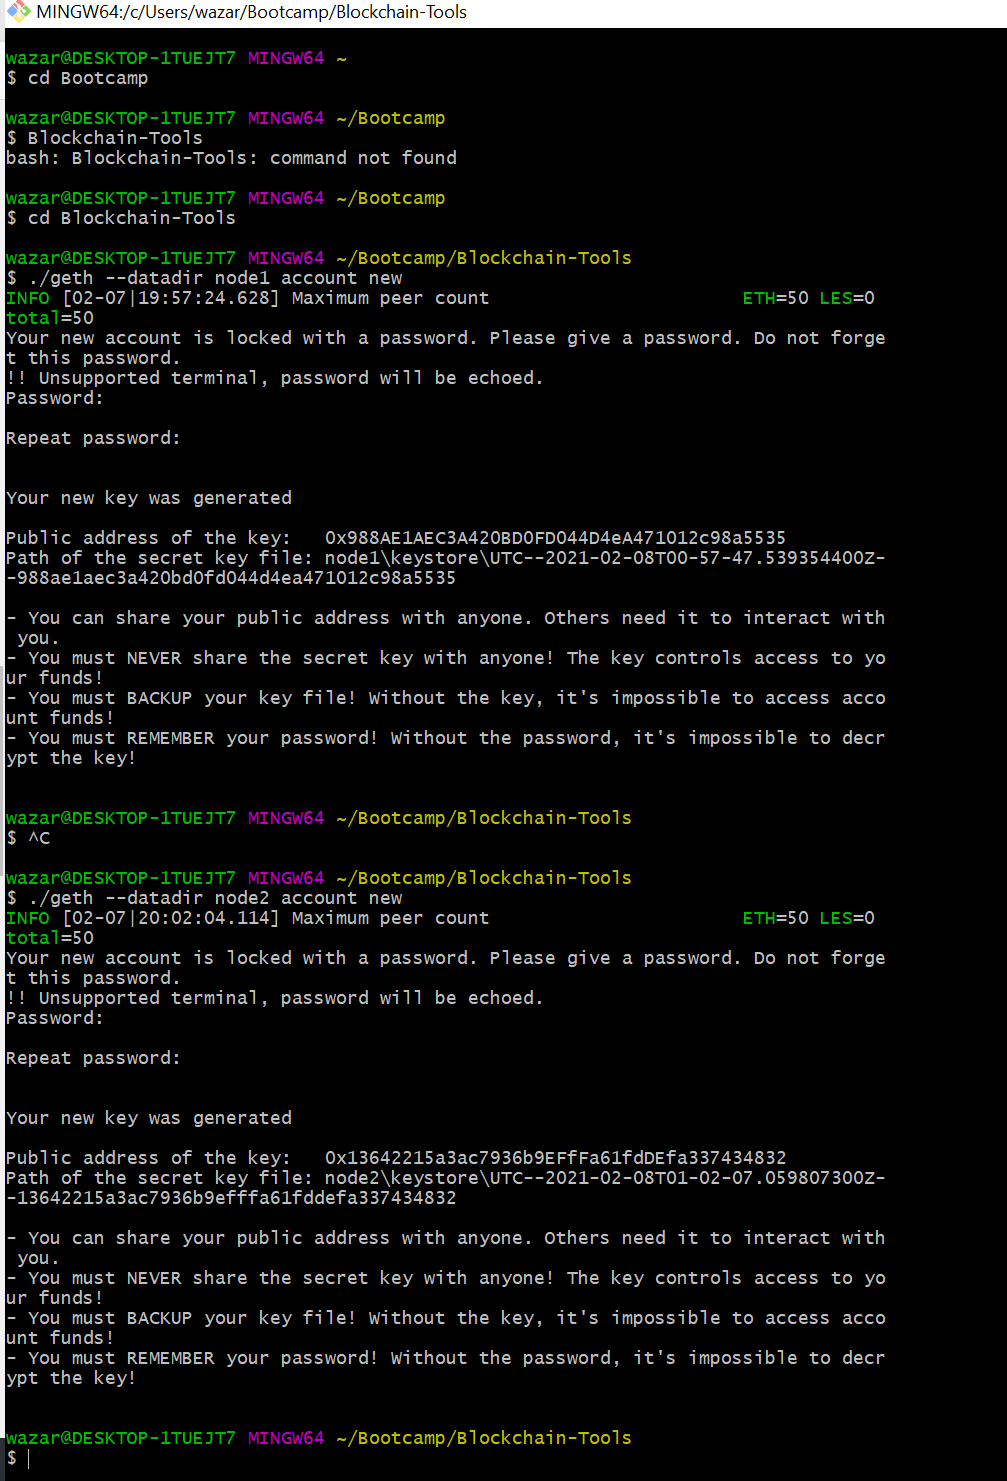 MINGW64:/c/Users/wazar/Bootcamp/Blockchain-Tools
wazar@DESKTOP-1TUEJT7 MINGW64 ~
$ cd Bootcamp
wazar@DESKTOP-1TUEJT7 MINGW64 ~/Bootcamp
$ Blockchain-Tools
bash: Blockchain-Tools: command not found
wazar@DESKTOP-1TUEJT7 MINGW64 ~/Bootcamp
$ cd Blockchain-Tools
wazar@DESKTOP-1TUEJT7 MINGW64 ~/Bootcamp/Blockchain-Tools
$ ./geth --datadir node1 account new
INFO [02-07|19:57:24.628] Maximum peer count                       ETH=50 LES=0
total=50
Your new account is locked with a password. Please give a password. Do not forge
t this password.
!! Unsupported terminal, password will be echoed.
Password:
Repeat password:
Your new key was generated
Public address of the key:   0x988AE1AEC3A420BD0FD044D4eA471012c98a5535
Path of the secret key file: node1\keystore\UTC--2021-02-08T00-57-47.539354400Z-
-988ae1aec3a420bd0fd044d4ea471012c98a5535
- You can share your public address with anyone. Others need it to interact with
 you.
- You must NEVER share the secret key with anyone! The key controls access to yo
ur funds!
- You must BACKUP your key file! Without the key, it's impossible to access acco
unt funds!
- You must REMEMBER your password! Without the password, it's impossible to decr
ypt the key!
wazar@DESKTOP-1TUEJT7 MINGW64 ~/Bootcamp/Blockchain-Tools
$ ^C
wazar@DESKTOP-1TUEJT7 MINGW64 ~/Bootcamp/Blockchain-Tools
$ ./geth --datadir node2 account new
INFO [02-07|20:02:04.114] Maximum peer count                       ETH=50 LES=0
total=50
Your new account is locked with a password. Please give a password. Do not forge
t this password.
!! Unsupported terminal, password will be echoed.
Password:
Repeat password:
Your new key was generated
Public address of the key:   0x13642215a3ac7936b9EFfFa61fdDEfa337434832
Path of the secret key file: node2\keystore\UTC--2021-02-08T01-02-07.059807300Z-
-13642215a3ac7936b9efffa61fddefa337434832
- You can share your public address with anyone. Others need it to interact with
 you.
- You must NEVER share the secret key with anyone! The key controls access to yo
ur funds!
- You must BACKUP your key file! Without the key, it's impossible to access acco
unt funds!
- You must REMEMBER your password! Without the password, it's impossible to decr
ypt the key!
wazar@DESKTOP-1TUEJT7 MINGW64 ~/Bootcamp/Blockchain-Tools
$